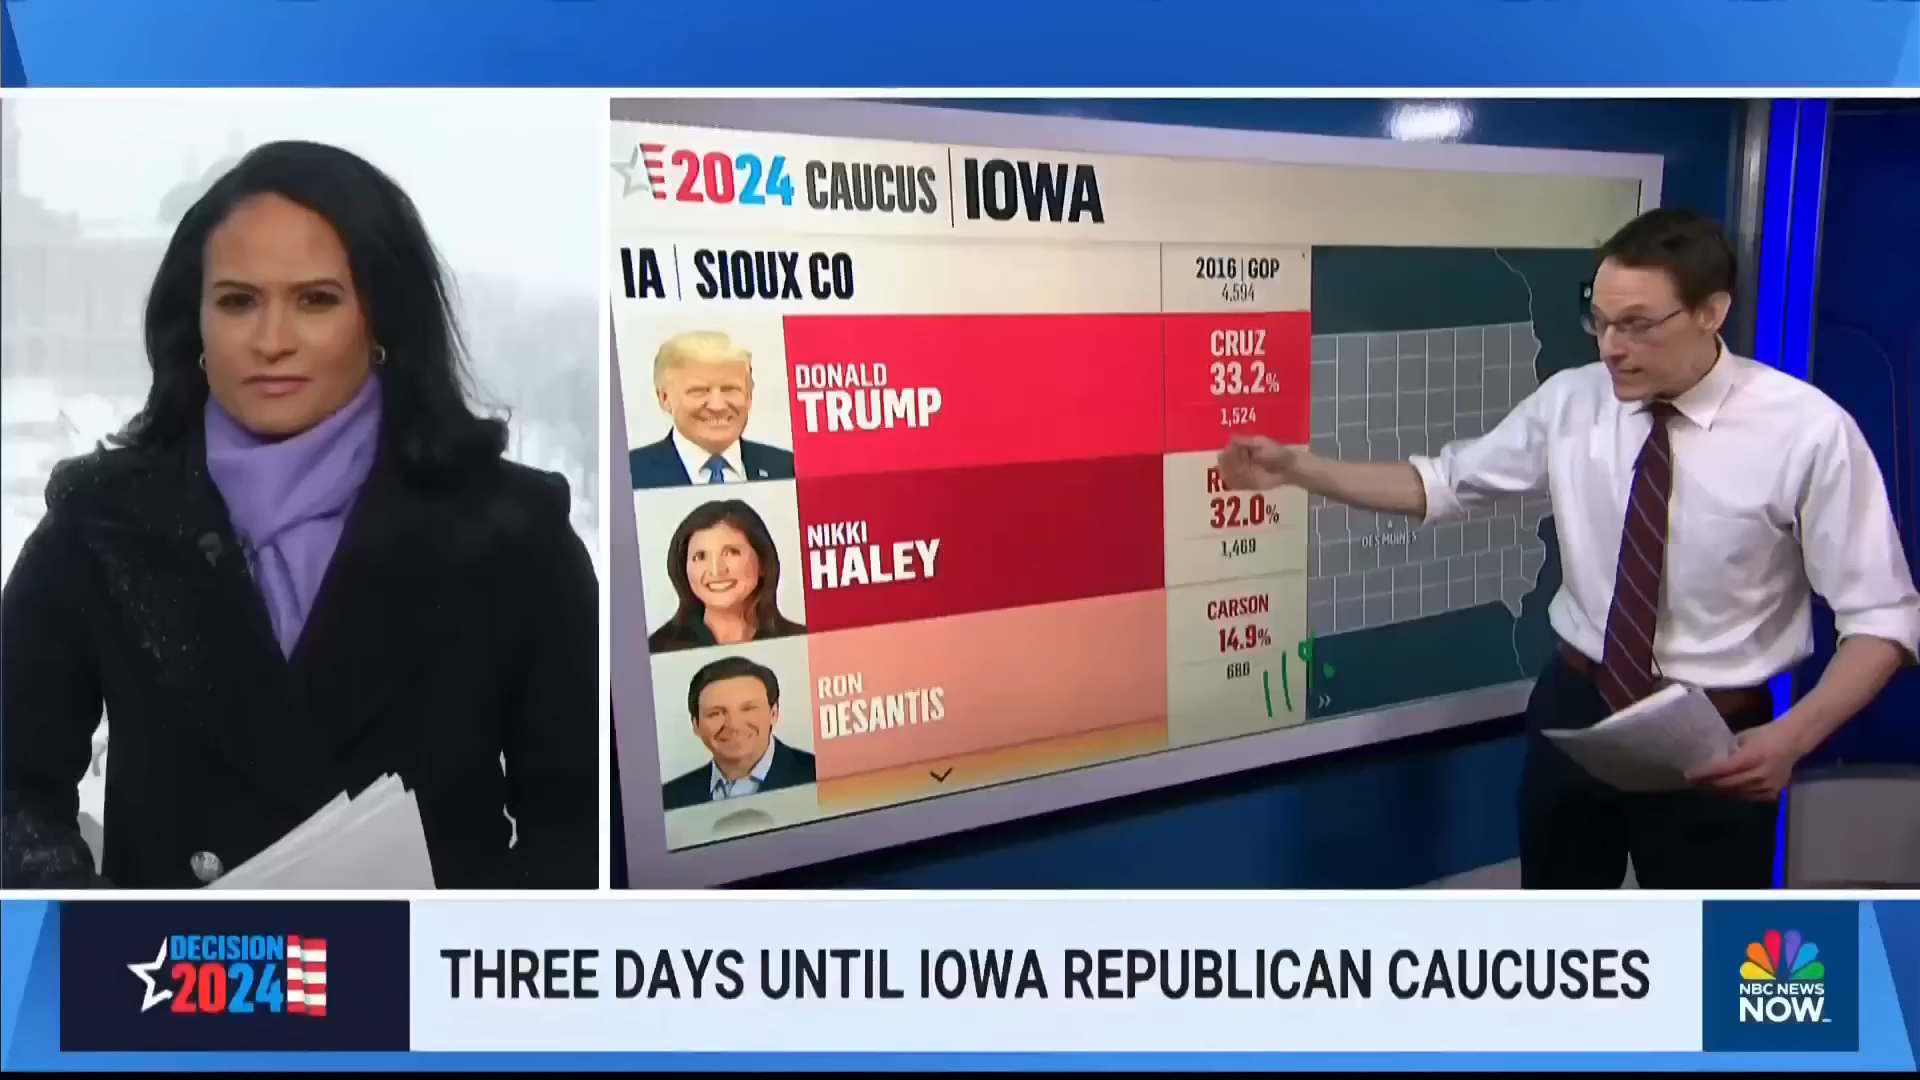 2024 CAUCUS | IOWA
IA | SIOUX CO
2016 | GOP
4,594
DONALD
TRUMP
CRUZ
33.2%
1,524
NIKKI
HALEY
32.0%
1,469
RON
DESANTIS
CARSON
14.9%
686
11%
DES MOINES
DECISION
2024
THREE DAYS UNTIL IOWA REPUBLICAN CAUCUSES
NBC NEWS
NOW